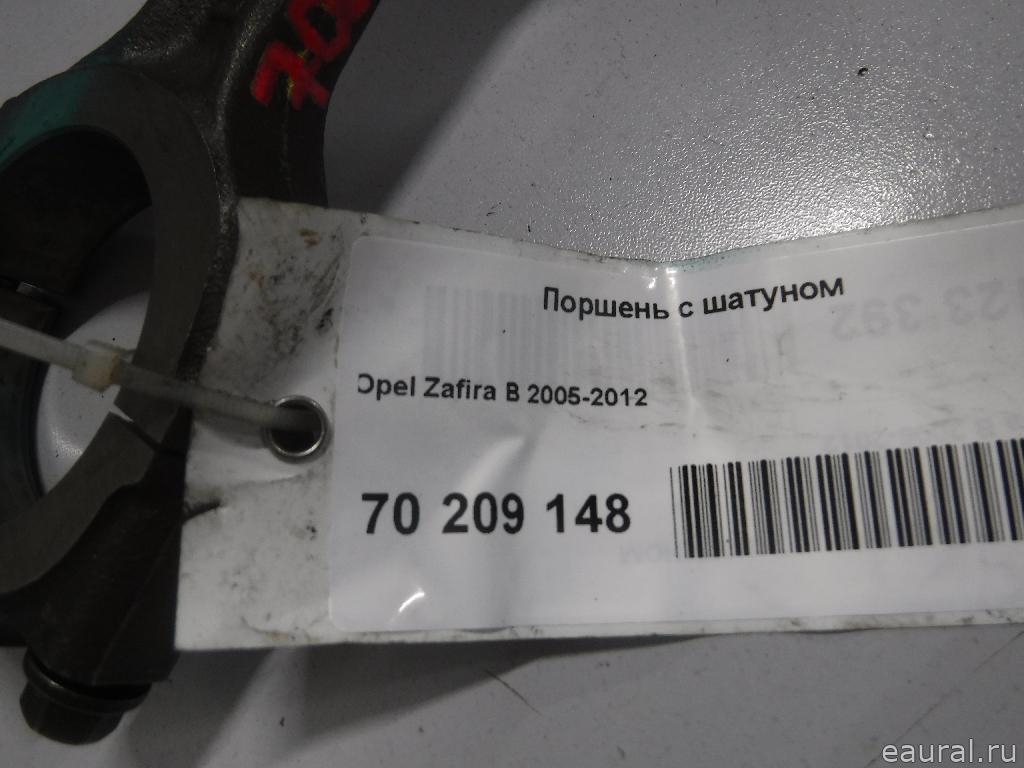 Поршень с шатуном
Opel Zafira B 2005-2012
70 209 148
eaural.ru